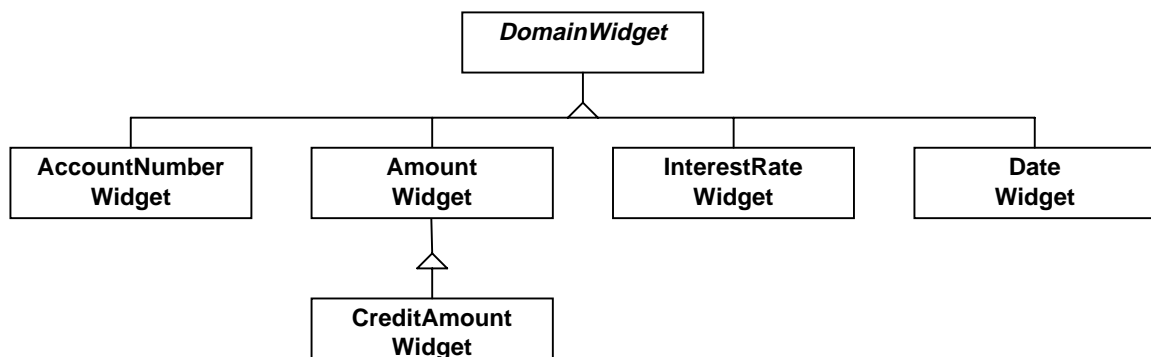 DomainWidget
AccountNumber
Widget
Amount
Widget
InterestRate
Widget
Date
Widget
CreditAmount
Widget